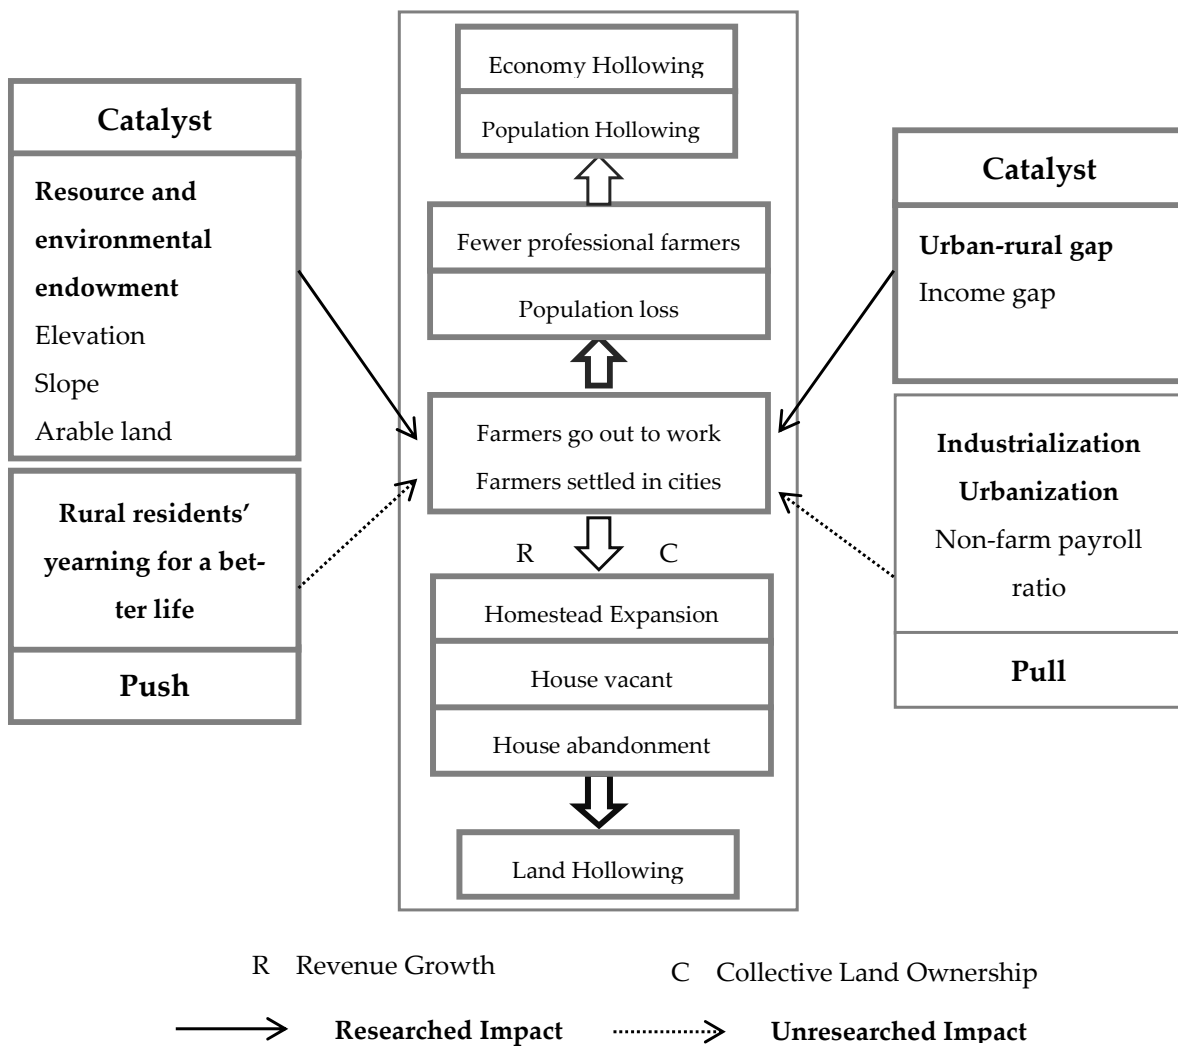 Economy Hollowing
Population Hollowing
Catalyst
Resource and
environmental
endowment
Elevation
Slope
Arable land
Rural residents’
yearning for a bet-
ter life
Push
Fewer professional farmers
Population loss
Farmers go out to work
Farmers settled in cities
R C
Homestead Expansion
House vacant
House abandonment
Land Hollowing
Catalyst
Urban-rural gap
Income gap
Industrialization
Urbanization
Non-farm payroll
ratio
Pull
R Revenue Growth
C Collective Land Ownership
Researched Impact
Unresearched Impact